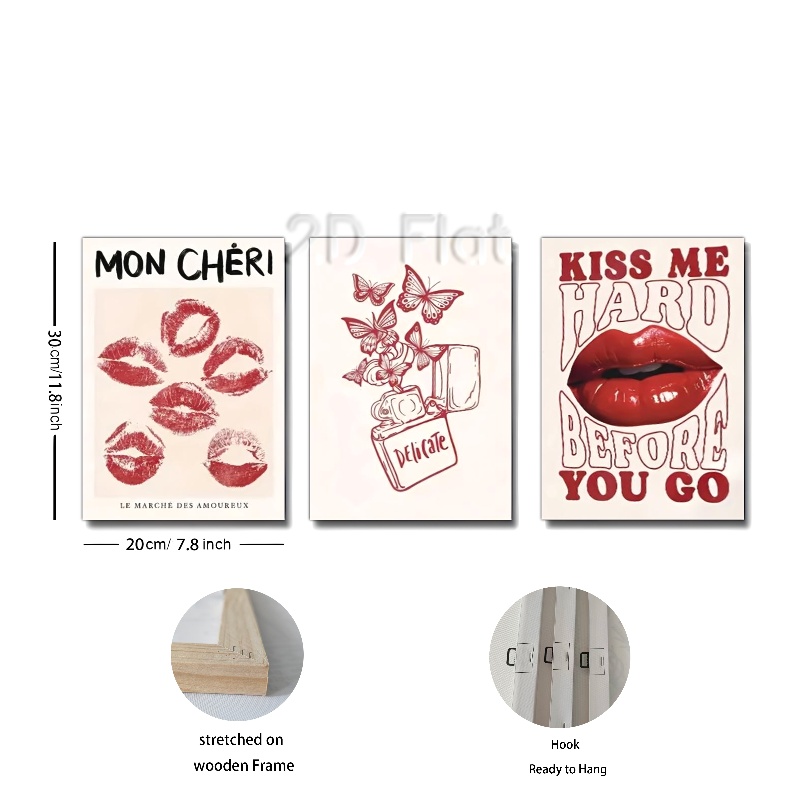 2D Flat
MON CHÉRI
LE MARCHE DES AMOUREUX
DELiCATE
KISS ME
HARD
BEFORE
YOU GO
30cm/11.8inch
20cm/ 7.8 inch
stretched on
wooden Frame
Hook
Ready to Hang